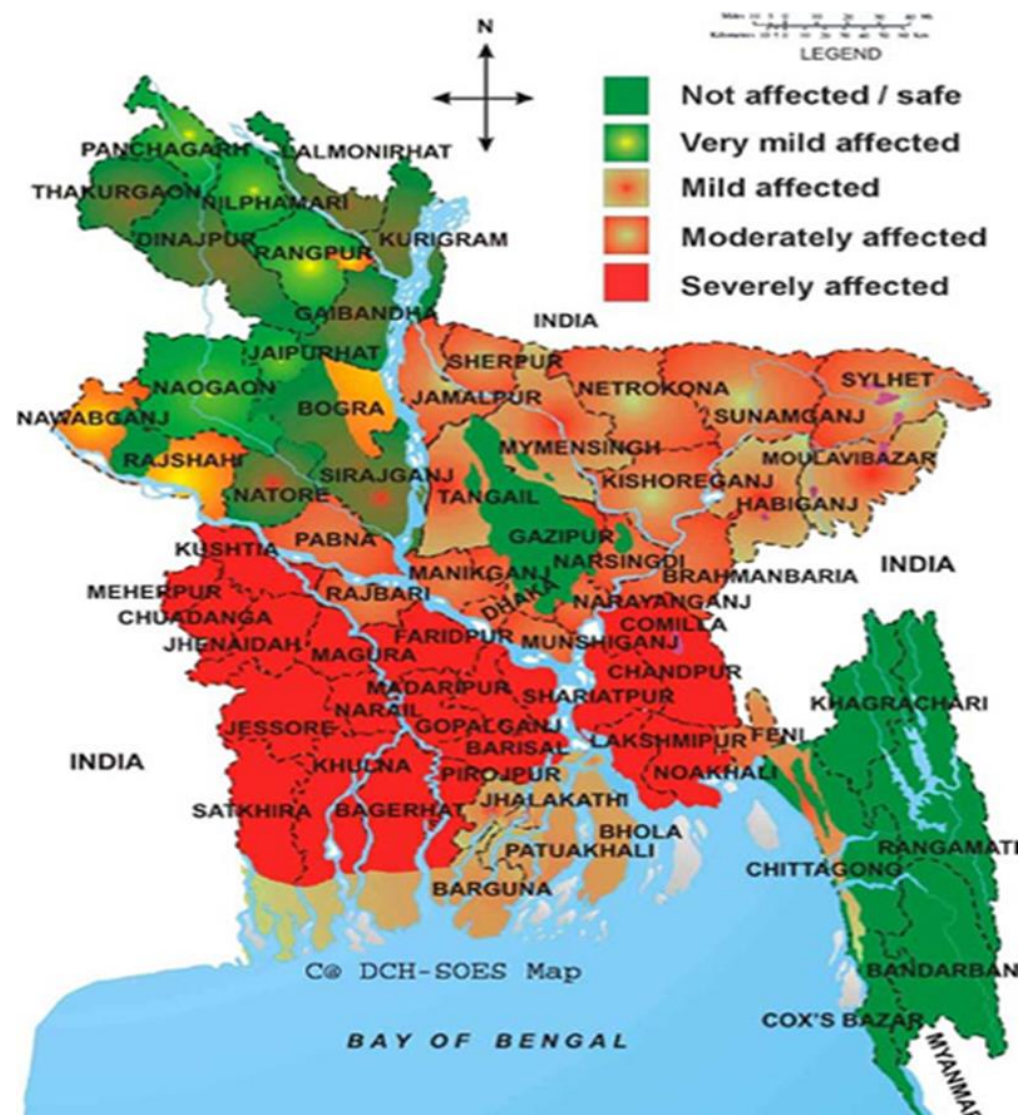 N
LEGEND
Not affected / safe
Very mild affected
Mild affected
Moderately affected
Severely affected
PANCHAGARH
LALMONIRHAT
THAKURGAON
NILPHAMARI
DINAJPUR
RANGPUR
KURIGRAM
GAIBANDHA
INDIA
JAIPURHAT
SHERPUR
NAOGAON
BOGRA
JAMALPUR
NETROKONA
SYLHET
NAWABGANJ
SUNAMGANJ
MYMENSINGH
RAJSHAHI
MOULAVIBAZAR
SIRAJGANJ
KISHOREGANJ
NATORE
TANGAIL
HABIGANJ
PABNA
GAZIPUR
KUSHTIA
NARSINGDI
INDIA
MANIKGANJ
BRAHMANBARIA
MEHERPUR
RAJBARI
DHAKA
NARAYANGANJ
CHUADANGA
COMILLA
JHENAIDAH
FARIDPUR
MUNSHIGANJ
MAGURA
CHANDPUR
MADARIPUR
SHARIATPUR
KHAGRACHARI
NARAIL
JESSORE
GOPALGANJ
FENI
BARISAL
LAKSHMIPUR
INDIA
KHULNA
PIROJPUR
NOAKHALI
SATKHIRA
BAGERHAT
JHALAKATHI
BHOLA
PATUAKHALI
RANGAMATI
CHITTAGONG
BARGUNA
C@ DCH-SOES Map
BANDARBAN
COX'S BAZAR
BAY OF BENGAL
MYANMAR